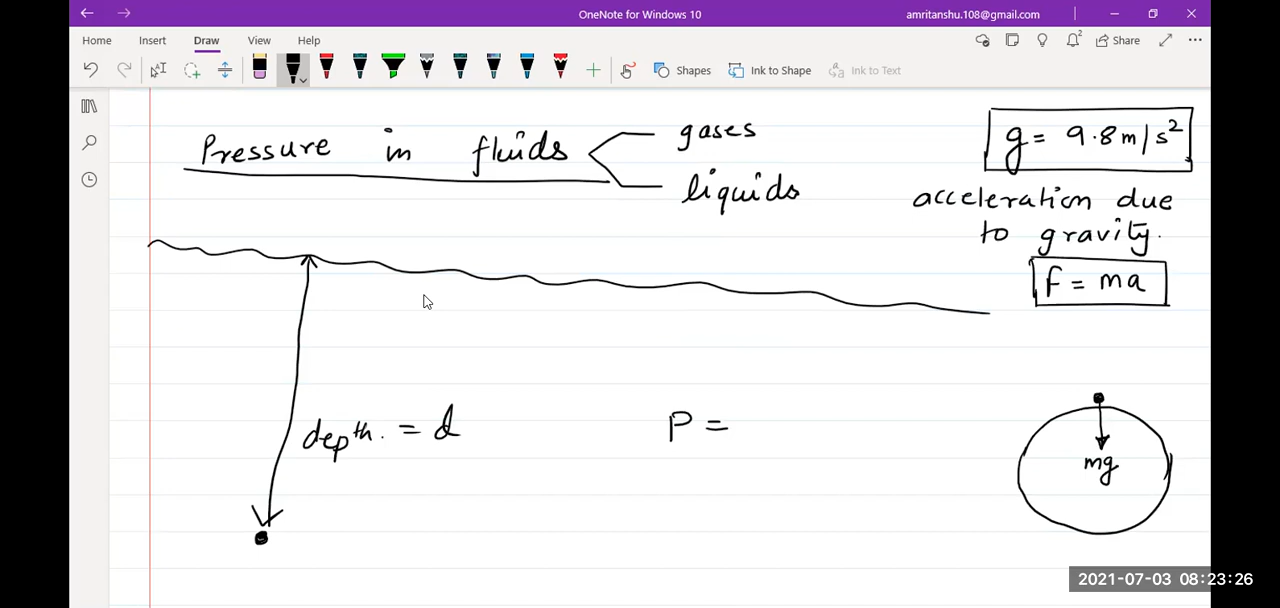 OneNote for Windows 10
amritanshu.108@gmail.com
Home Insert Draw View Help
Share
Shapes
Ink to Shape
Ink to Text
Pressure in fluids
gases
liquids
g = 9.8 m/s²
acceleration due
to gravity.
f = ma
depth. = d
P =
mg
2021-07-03 08:23:26